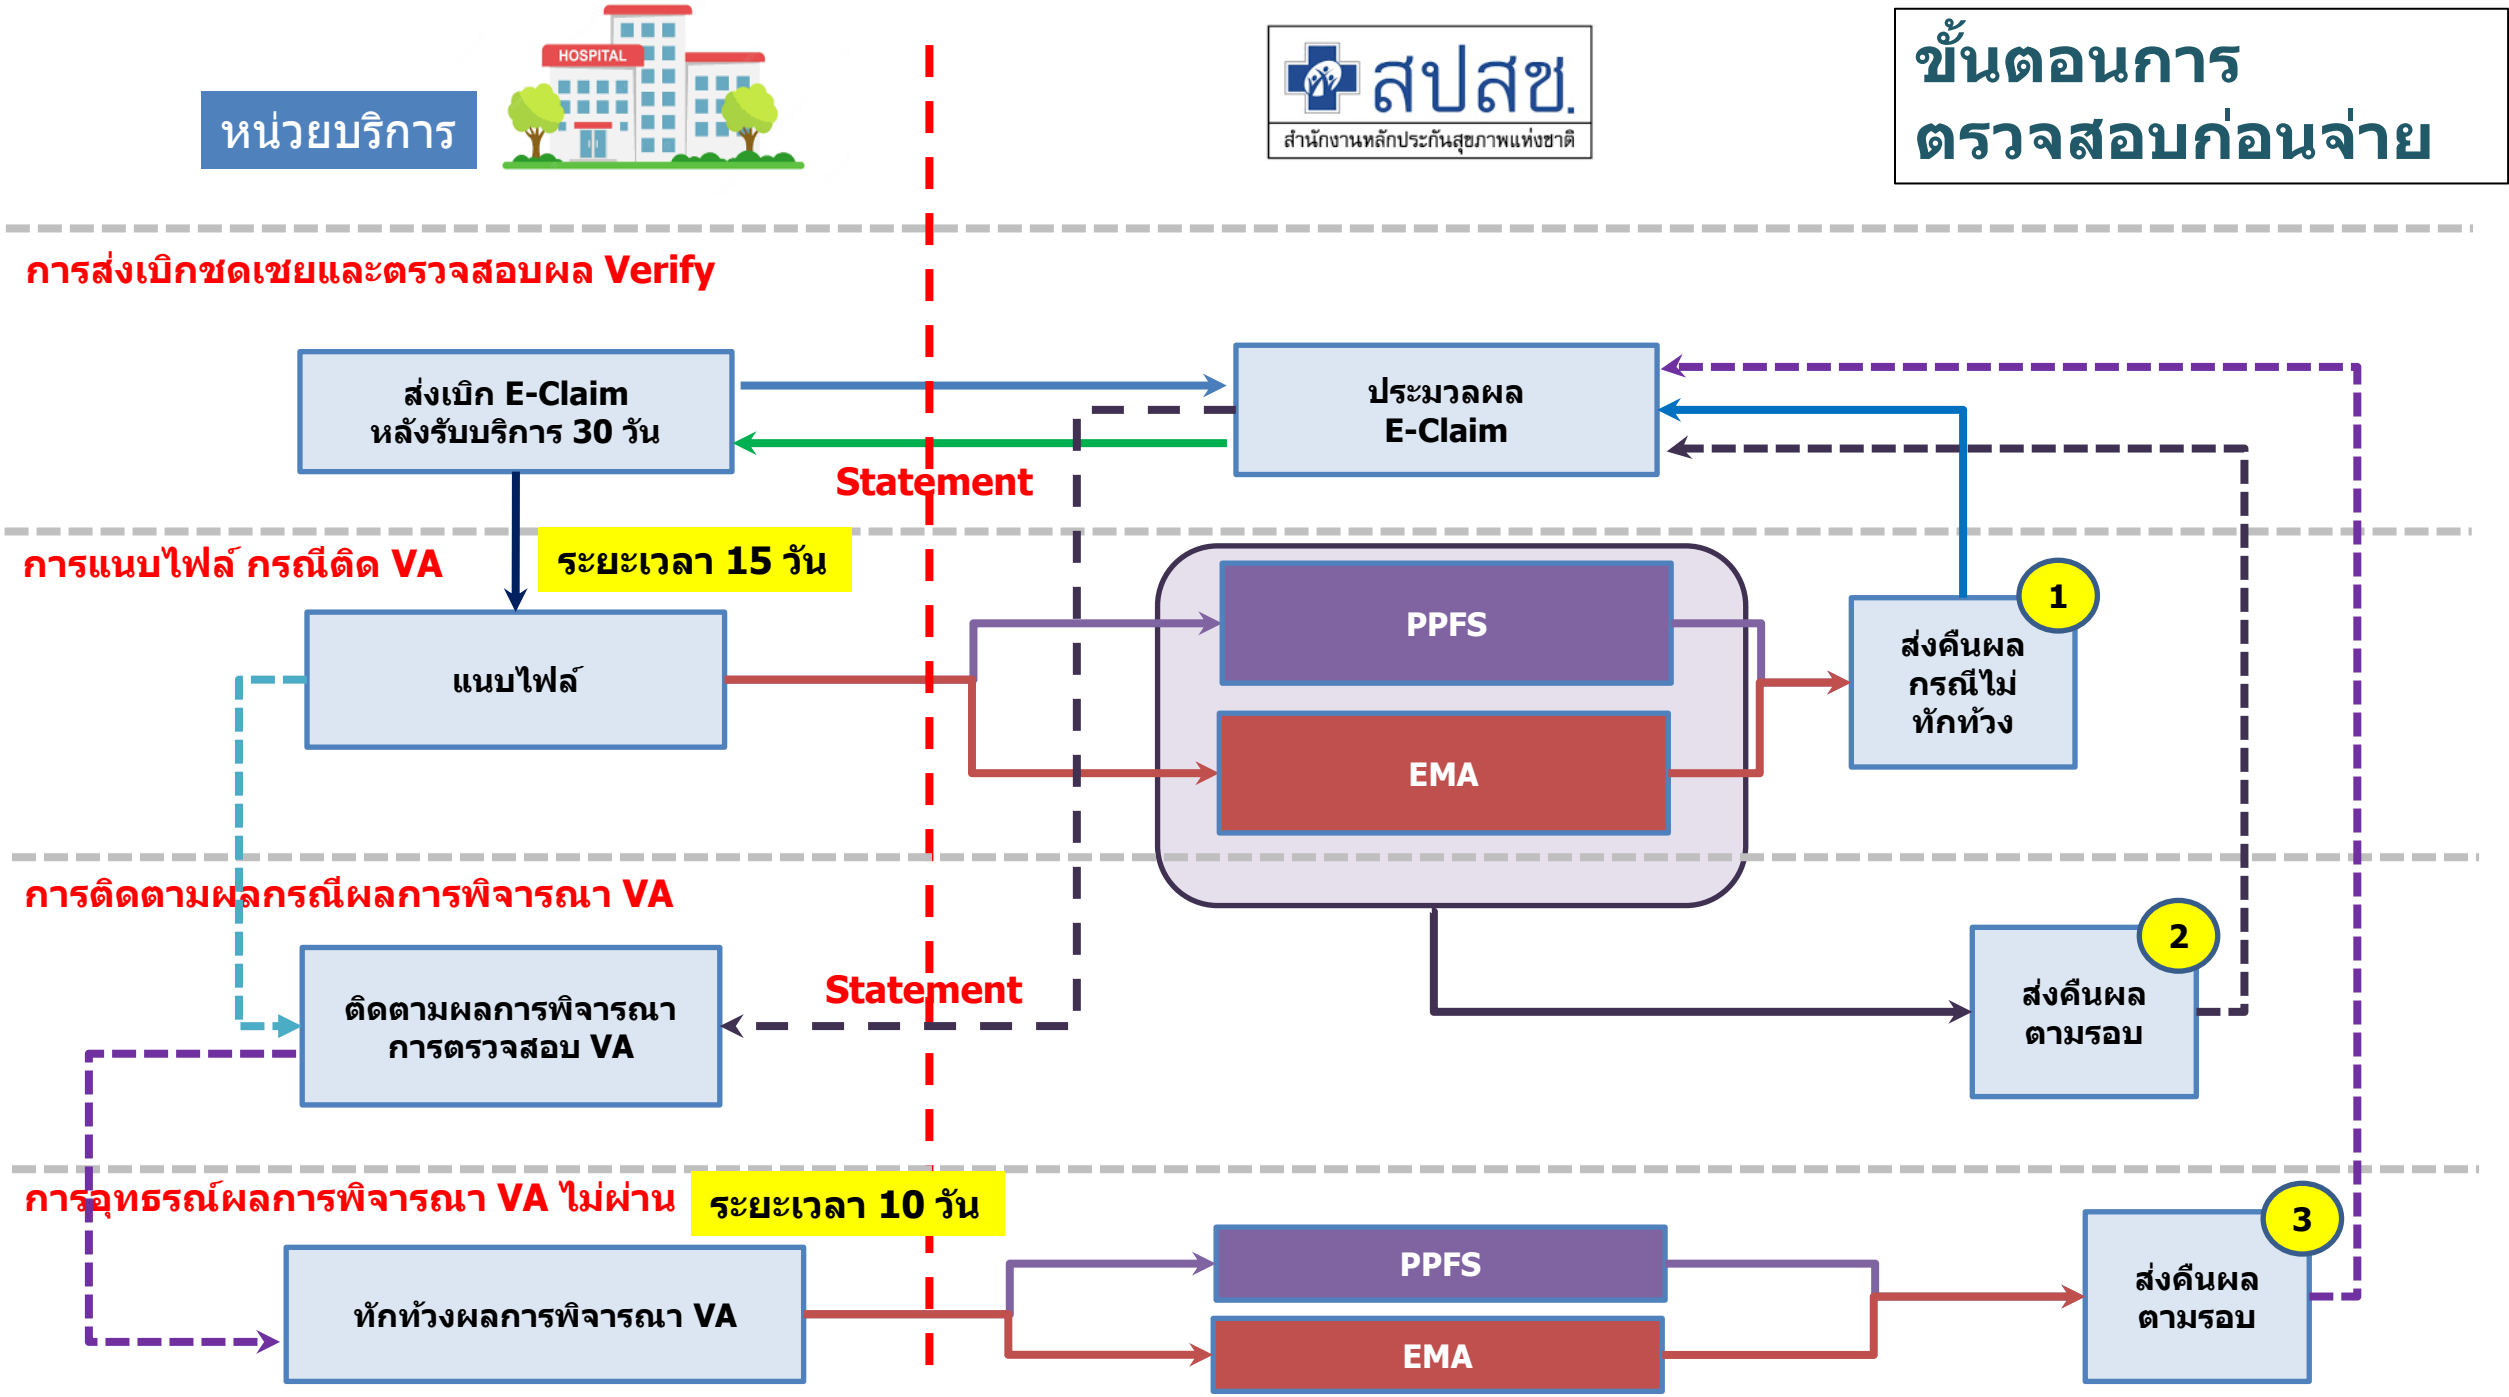 HOSPITAL
หน่วยบริการ
สปสช.
สำนักงานหลักประกันสุขภาพแห่งชาติ
ขั้นตอนการ
ตรวจสอบก่อนจ่าย
การส่งเบิกชดเชยและตรวจสอบผล Verify
ส่งเบิก E-Claim
หลังรับบริการ 30 วัน
ประมวลผล
E-Claim
Statement
การแนบไฟล์ กรณีติด VA
ระยะเวลา 15 วัน
แนบไฟล์
PPFS
EMA
1
ส่งคืนผล
กรณีไม่
ทักท้วง
การติดตามผลกรณีผลการพิจารณา VA
ติดตามผลการพิจารณา
การตรวจสอบ VA
Statement
2
ส่งคืนผล
ตามรอบ
การอุทธรณ์ผลการพิจารณา VA ไม่ผ่าน
ระยะเวลา 10 วัน
ทักท้วงผลการพิจารณา VA
PPFS
EMA
3
ส่งคืนผล
ตามรอบ